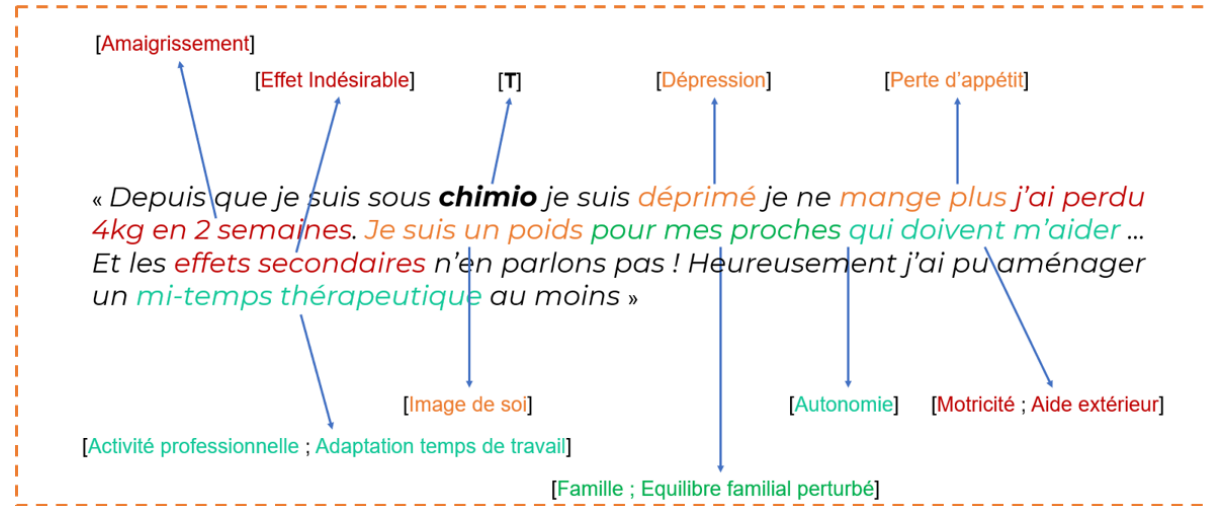 [Amaigrissement]
[Effet Indésirable] [T] [Dépression] [Perte d’appétit]
« Depuis que je suis sous chimio je suis déprimé je ne mange plus j’ai perdu
4kg en 2 semaines. Je suis un poids pour mes proches qui doivent m’aider ...
Et les effets secondaires n’en parlons pas ! Heureusement j’ai pu aménager
un mi-temps thérapeutique au moins »
[Image de soi] [Autonomie] [Motricité ; Aide extérieur]
[Activité professionnelle ; Adaptation temps de travail]
[Famille ; Equilibre familial perturbé]